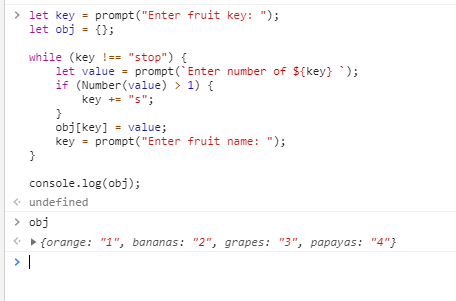 > let key = prompt("Enter fruit key: ");
let obj = {};
while (key !== "stop") {
let value = prompt(`Enter number of ${key} `);
if (Number(value) > 1) {
key += "s";
}
obj[key] = value;
key = prompt("Enter fruit name: ");
}
console.log(obj);
undefined
> obj
{orange: "1", bananas: "2", grapes: "3", papayas: "4"}
>